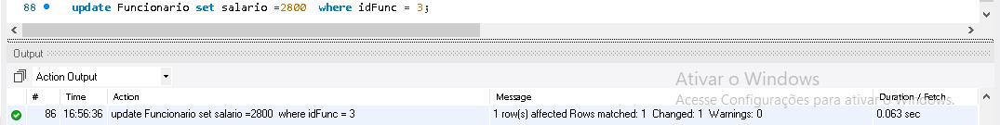 88 update Funcionario set salario =2800 where idFunc = 3;
Output
Action Output
Ativar o Windows
# Time Action Message Duration / Fetch
Acesse Configurações para ativar o Windows.
86 16:56:36 update Funcionario set salario =2800 where idFunc = 3 1 row(s) affected Rows matched: 1 Changed: 1 Warnings: 0 0.063 sec